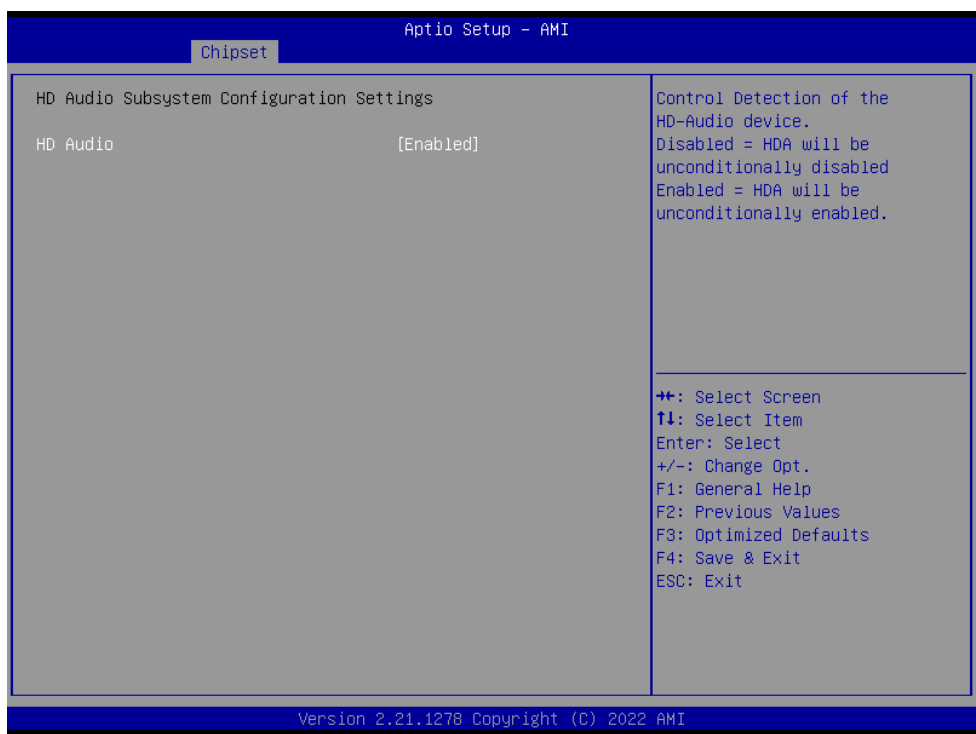 Aptio Setup – AMI
Chipset
HD Audio Subsystem Configuration Settings
HD Audio [Enabled]
Control Detection of the
HD-Audio device.
Disabled = HDA will be
unconditionally disabled
Enabled = HDA will be
unconditionally enabled.
→←: Select Screen
↑↓: Select Item
Enter: Select
+/-: Change Opt.
F1: General Help
F2: Previous Values
F3: Optimized Defaults
F4: Save & Exit
ESC: Exit
Version 2.21.1278 Copyright (C) 2022 AMI